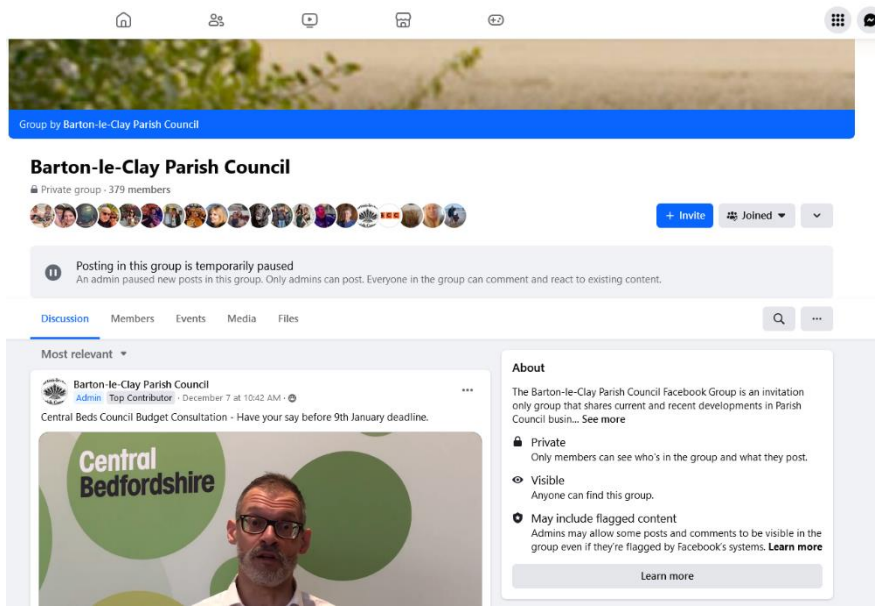 Group by Barton-le-Clay Parish Council
Barton-le-Clay Parish Council
Private group · 379 members
ECC
+ Invite
Joined
Posting in this group is temporarily paused
An admin paused new posts in this group. Only admins can post. Everyone in the group can comment and react to existing content.
Discussion Members Events Media Files
Most relevant
Barton-le-Clay Parish Council
Admin Top Contributor · December 7 at 10:42 AM ·
Central Beds Council Budget Consultation - Have your say before 9th January deadline.
Central
Bedfordshire
About
The Barton-le-Clay Parish Council Facebook Group is an invitation
only group that shares current and recent developments in Parish
Council busin... See more
Private
Only members can see who's in the group and what they post.
Visible
Anyone can find this group.
May include flagged content
Admins may allow some posts and comments to be visible in the
group even if they're flagged by Facebook's systems. Learn more
Learn more